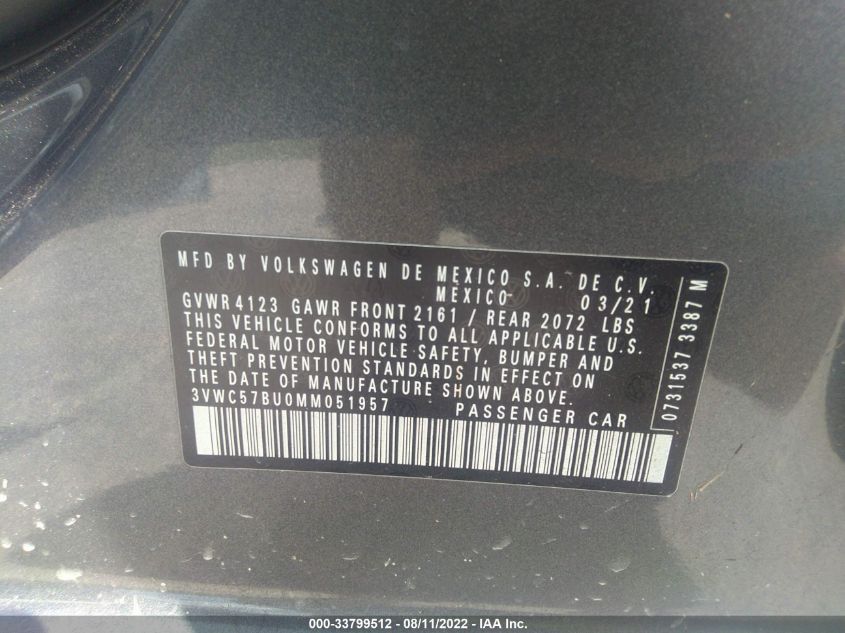 MFD BY VOLKSWAGEN DE MEXICO S.A. DE C.V.
MEXICO- 03/21
GVWR 4123 GAWR FRONT 2161 / REAR 2072 LBS
THIS VEHICLE CONFORMS TO ALL APPLICABLE U.S.
FEDERAL MOTOR VEHICLE SAFETY, BUMPER AND
THEFT PREVENTION STANDARDS IN EFFECT ON
THE DATE OF MANUFACTURE SHOWN ABOVE.
3VWC57BU0MM051957 PASSENGER CAR
0731537 3387 M
000-33799512 - 08/11/2022 - IAA Inc.